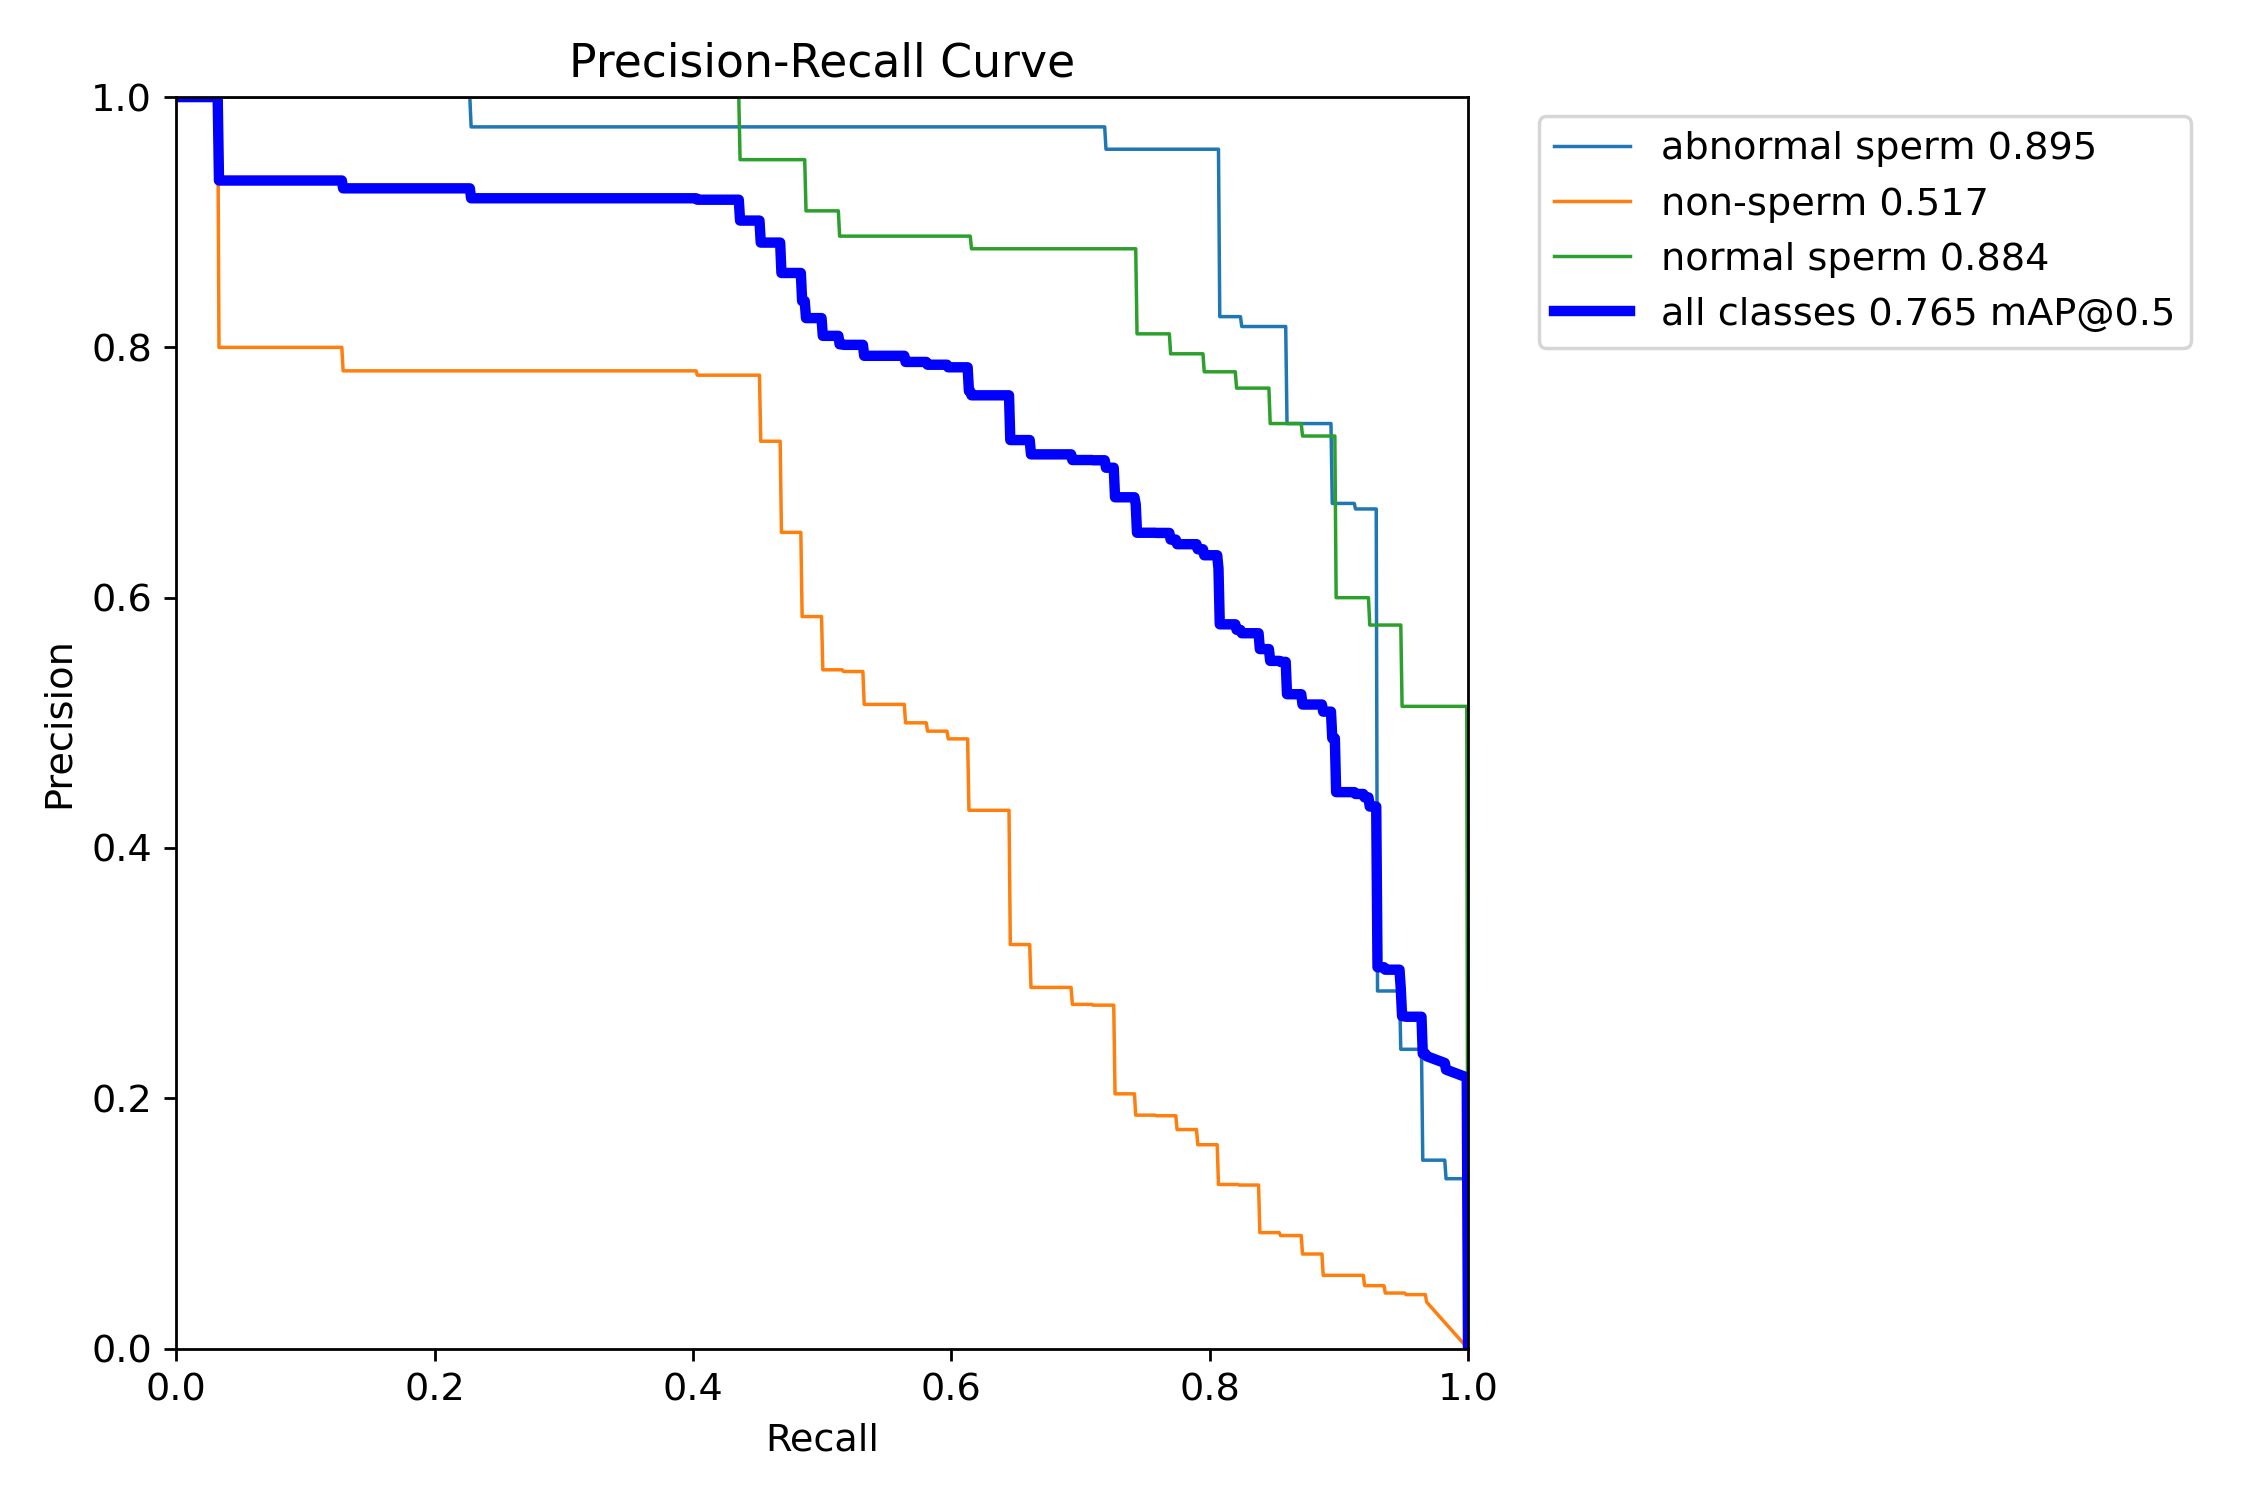 Precision-Recall Curve
1.0
0.8
0.6
0.4
0.2
0.0
Precision
0.0 0.2 0.4 0.6 0.8 1.0
Recall
abnormal sperm 0.895
non-sperm 0.517
normal sperm 0.884
all classes 0.765 mAP@0.5